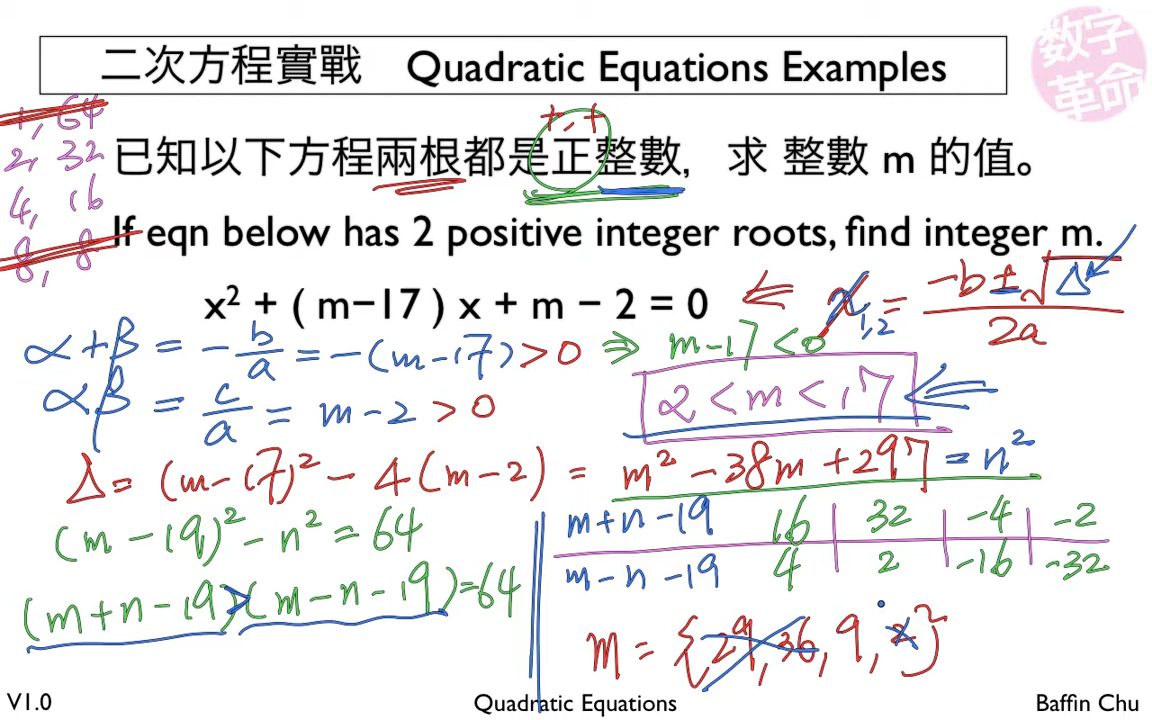 二次方程實戰 Quadratic Equations Examples
数字
革命
1, 64
2, 32
4, 16
8, 8
+, +
已知以下方程兩根都是正整數, 求 整數 m 的值。
If eqn below has 2 positive integer roots, find integer m.
x² + ( m−17 ) x + m − 2 = 0 ⇐ x₁,₂ = (−b ± √Δ) / 2a
α+β = −b/a = −(m−17) > 0 ⇒ m−17 < 0
αβ = c/a = m−2 > 0
2 < m < 17 ⇐
Δ = (m−17)² − 4(m−2) = m² −38m +297 = n²
(m−19)² − n² = 64
(m+n−19)(m−n−19) = 64
>
m+n−19 16 32 −4 −2
m−n−19 4 2 −16 −32
m = {29, 36, 9, 2}
V1.0 Quadratic Equations Baffin Chu